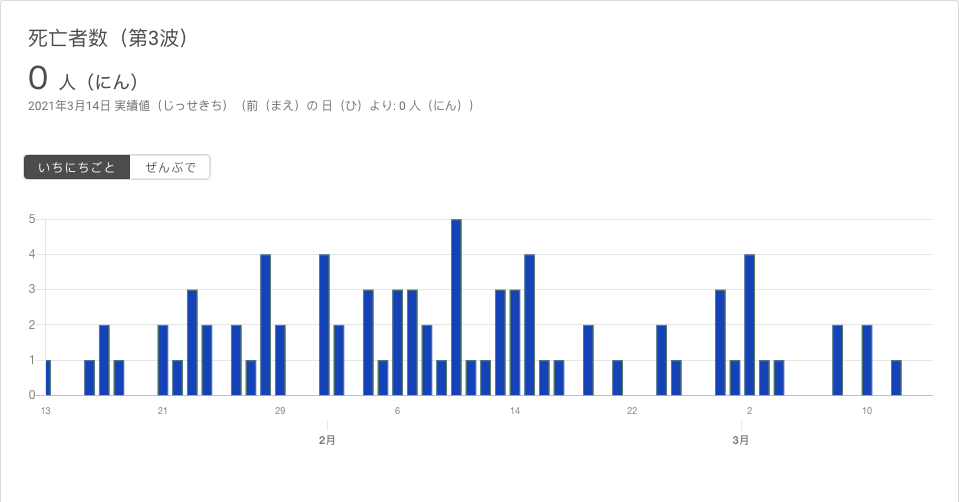 死亡者数（第3波）
0 人（にん）
2021年3月14日 実績値（じっせきち）（前（まえ）の 日（ひ）より: 0 人（にん））
いちにちごと ぜんぶで
5
4
3
2
1
0
13 21 29 6 14 22 2 10
2月 3月